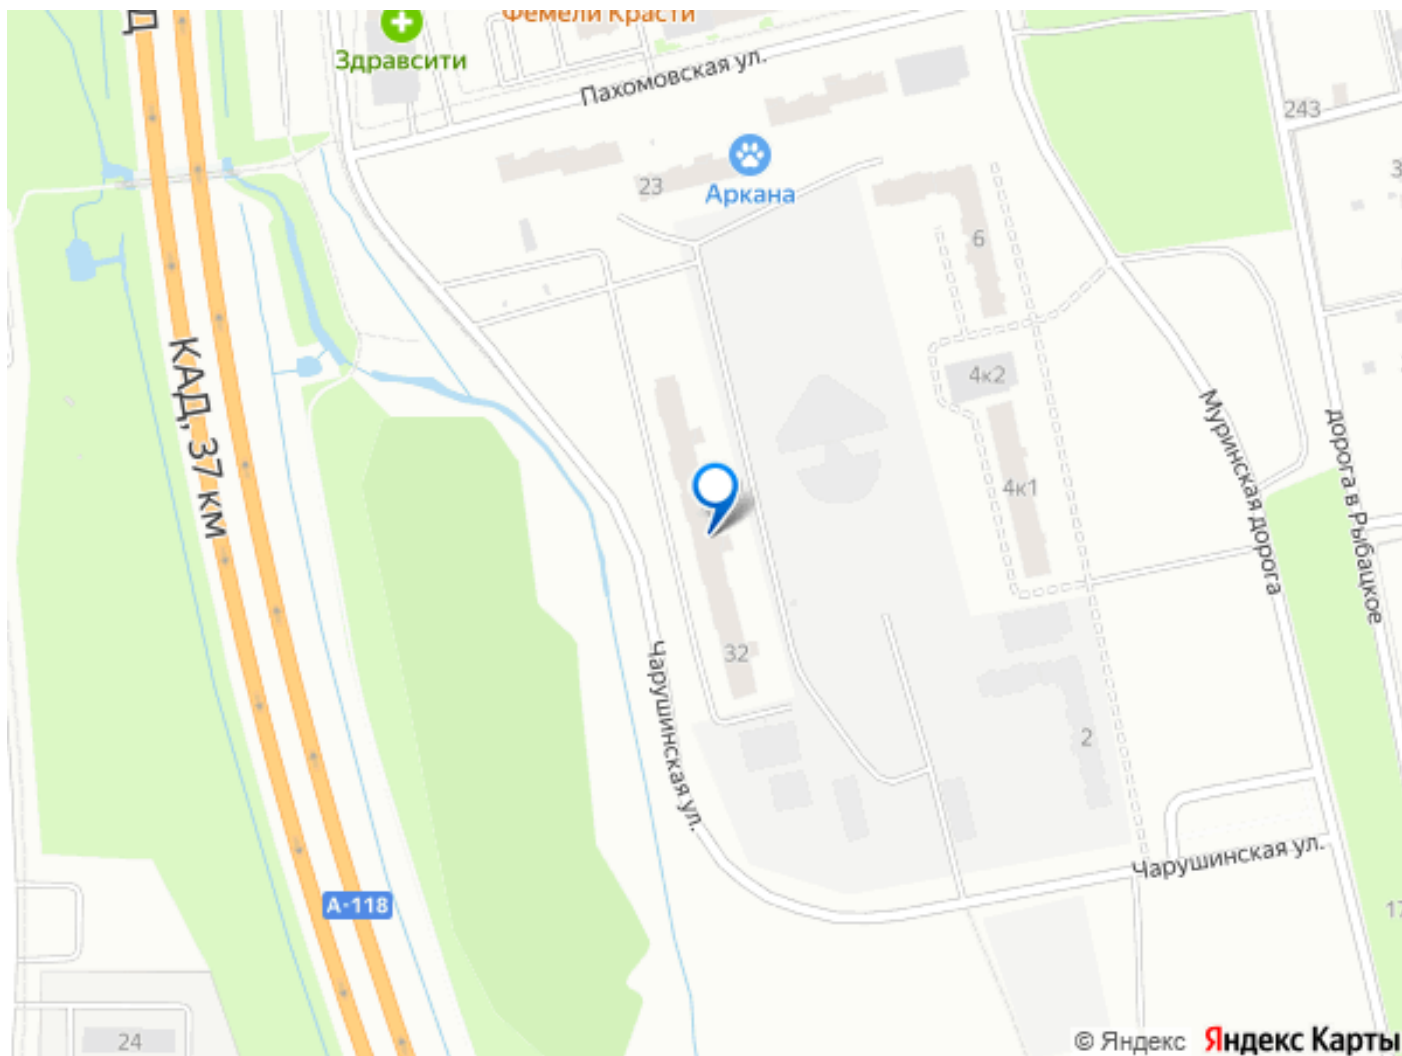 Фемели Красти
Здравсити
Пахомовская ул.
243
23
Аркана
6
КАД, 37 км
4к2
4к1
Муринская дорога
дорога в Рыбацкое
32
Чарушинская ул.
2
Чарушинская ул.
А-118
24
© Яндекс Яндекс Карты